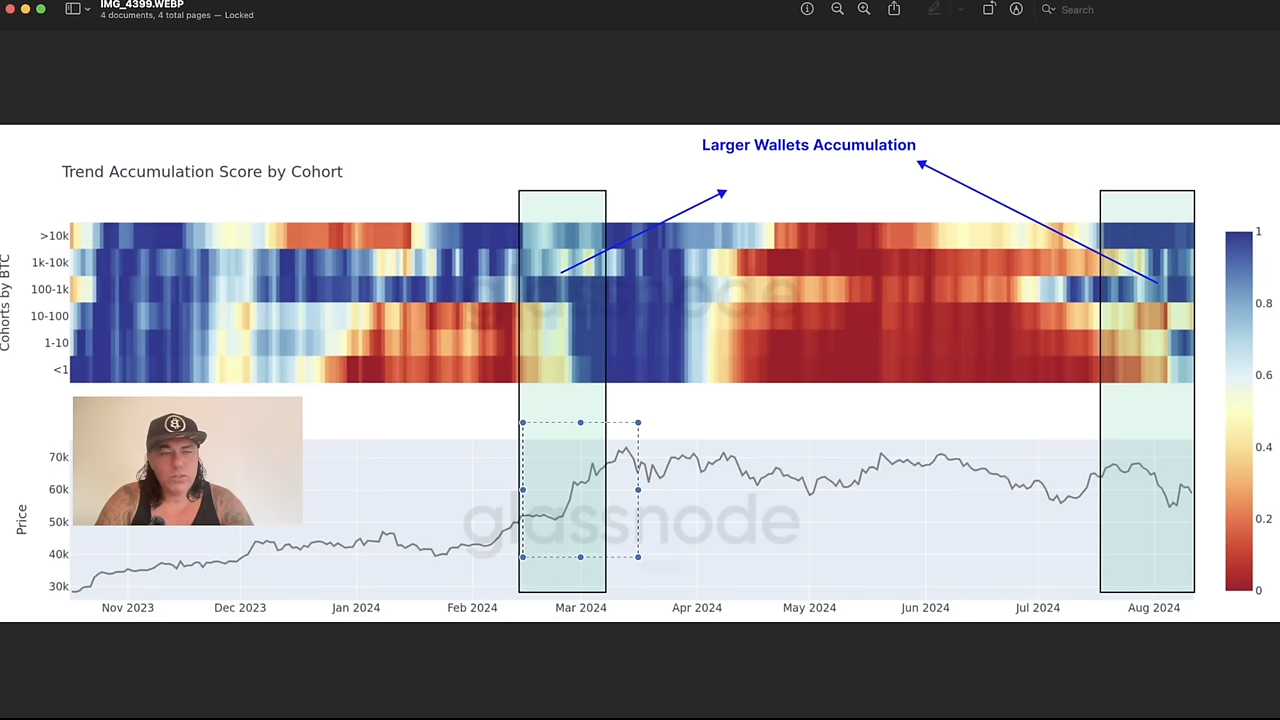 IMG_4399.WEBP
4 documents, 4 total pages — Locked
Search
Larger Wallets Accumulation
Trend Accumulation Score by Cohort
Cohorts by BTC
>10k
1k-10k
100-1k
10-100
1-10
<1
glassnode
1
0.8
0.6
0.4
0.2
0
Price
70k
60k
50k
40k
30k
glassnode
Nov 2023
Dec 2023
Jan 2024
Feb 2024
Mar 2024
Apr 2024
May 2024
Jun 2024
Jul 2024
Aug 2024